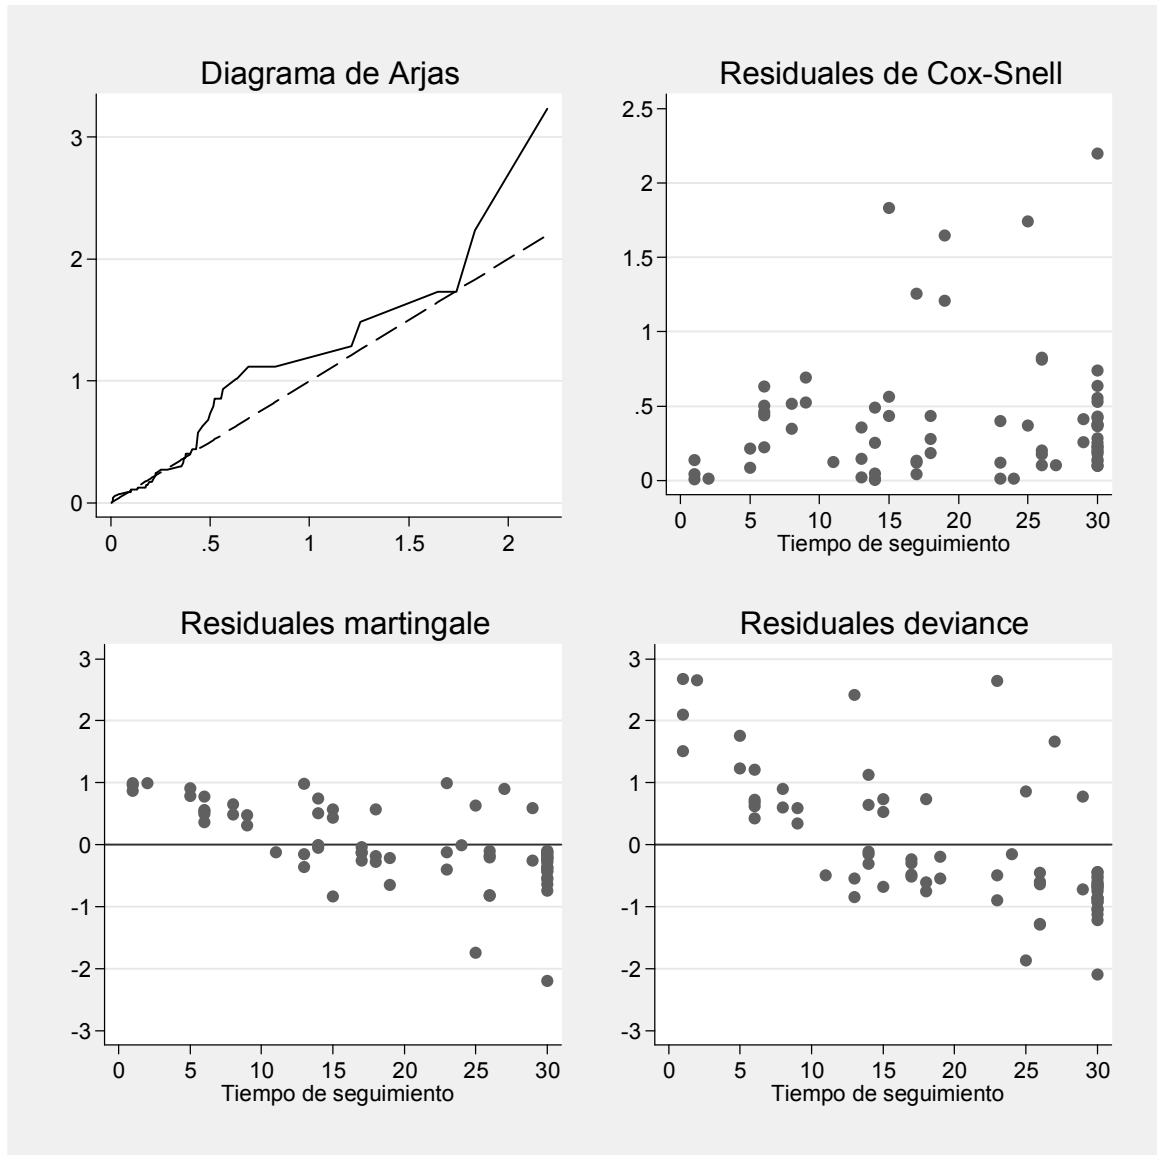 Diagrama de Arjas
3
2
1
0
0 .5 1 1.5 2
Residuales de Cox-Snell
2.5
2
1.5
1
.5
0
0 5 10 15 20 25 30
Tiempo de seguimiento
Residuales martingale
3
2
1
0
-1
-2
-3
0 5 10 15 20 25 30
Tiempo de seguimiento
Residuales deviance
3
2
1
0
-1
-2
-3
0 5 10 15 20 25 30
Tiempo de seguimiento